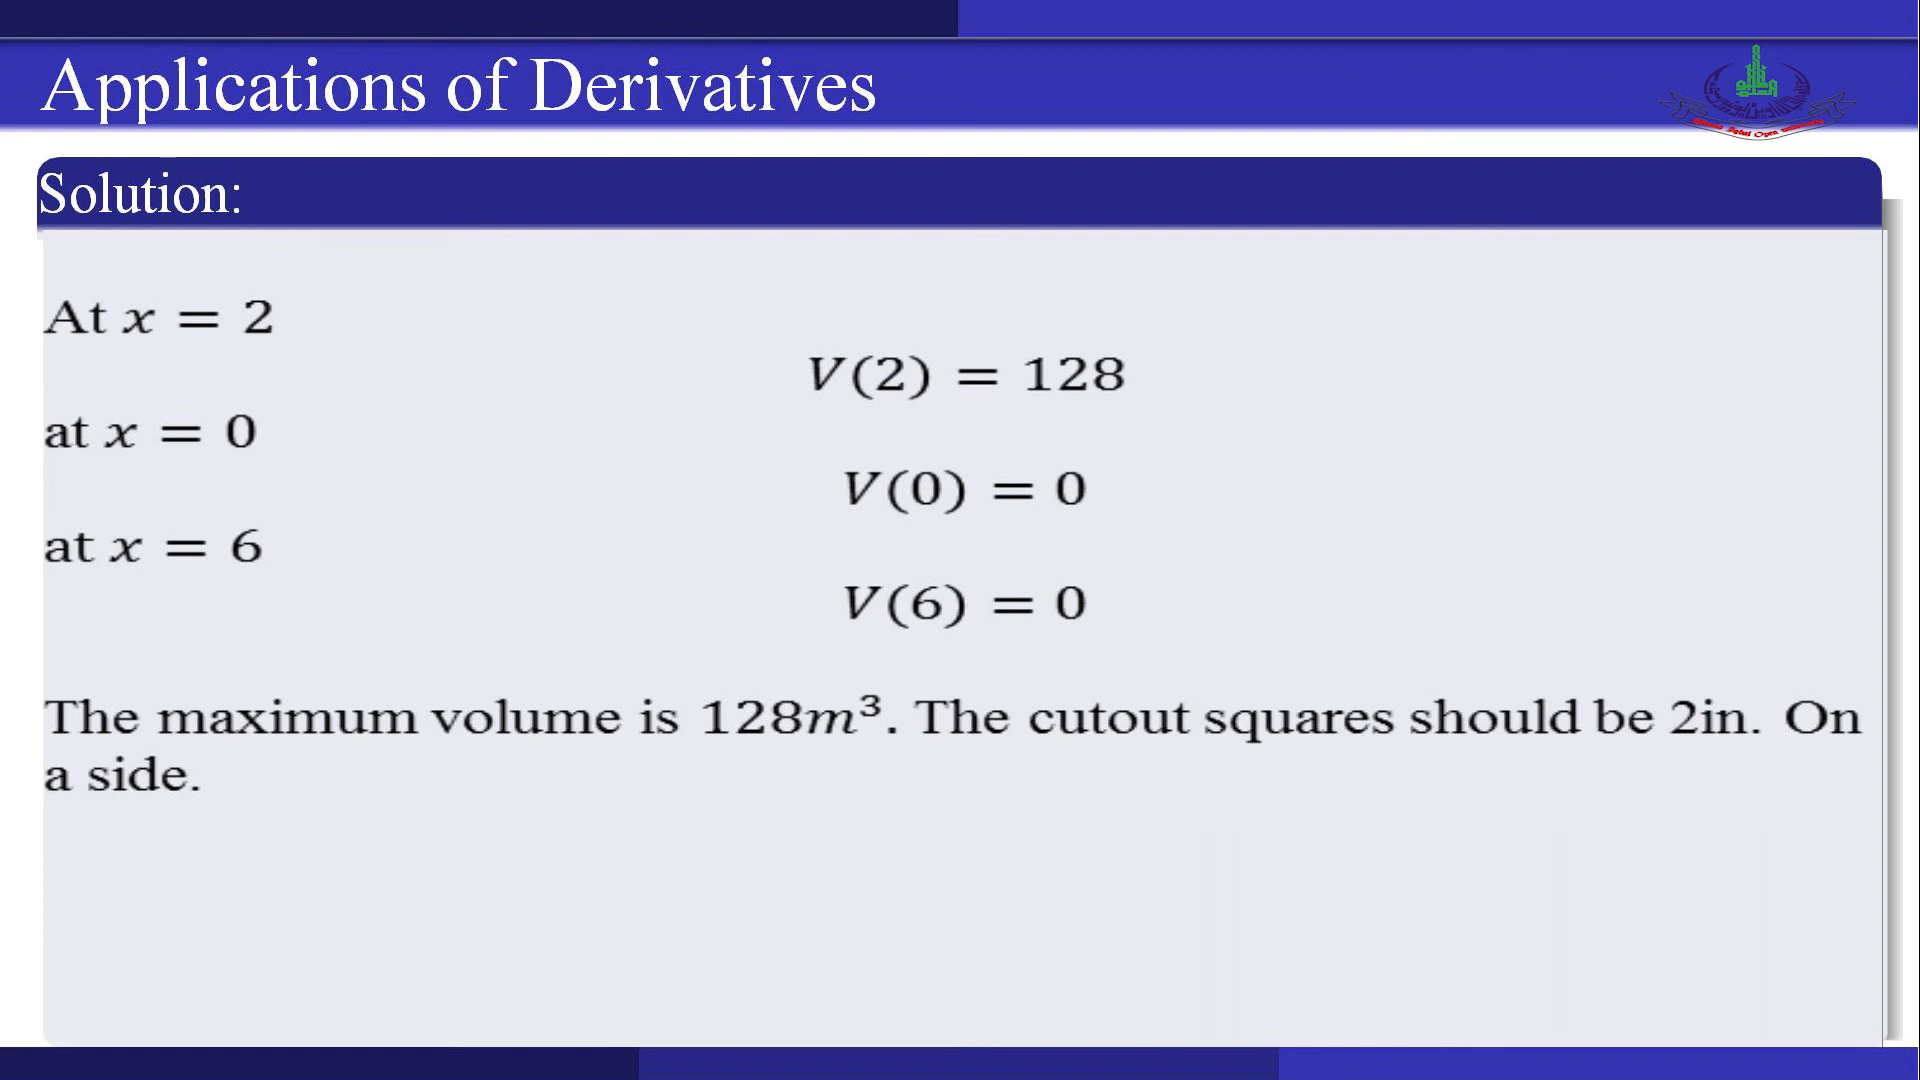 Applications of Derivatives
Solution:
At x = 2
V(2) = 128
at x = 0
V(0) = 0
at x = 6
V(6) = 0
The maximum volume is 128m³. The cutout squares should be 2in. On
a side.